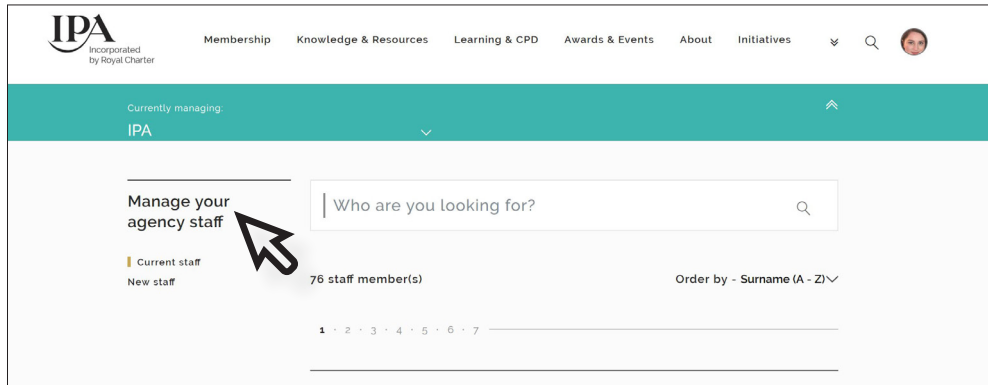 IPA
Incorporated
by Royal Charter
Membership Knowledge & Resources Learning & CPD Awards & Events About Initiatives
Currently managing:
IPA
Manage your
agency staff
Who are you looking for?
Current staff
New staff
76 staff member(s) Order by - Surname (A - Z)
1 · 2 · 3 · 4 · 5 · 6 · 7